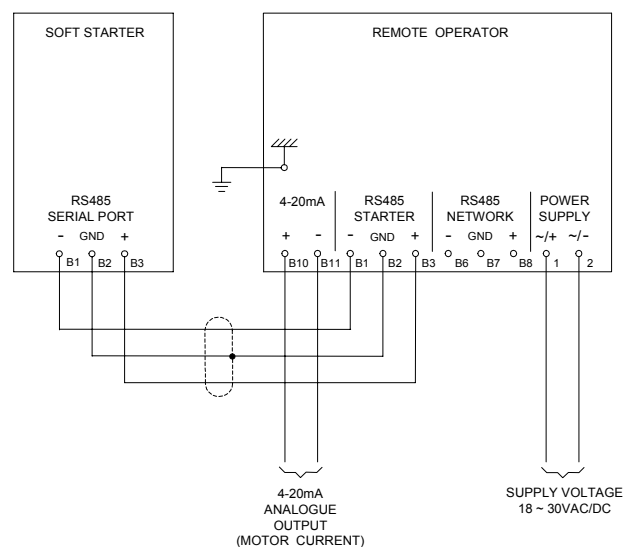 SOFT STARTER
REMOTE OPERATOR
RS485
SERIAL PORT
- GND +
B1 B2 B3
4-20mA
+ -
B10 B11
RS485
STARTER
- GND +
B1 B2 B3
RS485
NETWORK
- GND +
B6 B7 B8
POWER
SUPPLY
~/+ ~/-
1 2
4-20mA
ANALOGUE
OUTPUT
(MOTOR CURRENT)
SUPPLY VOLTAGE
18 ~ 30VAC/DC